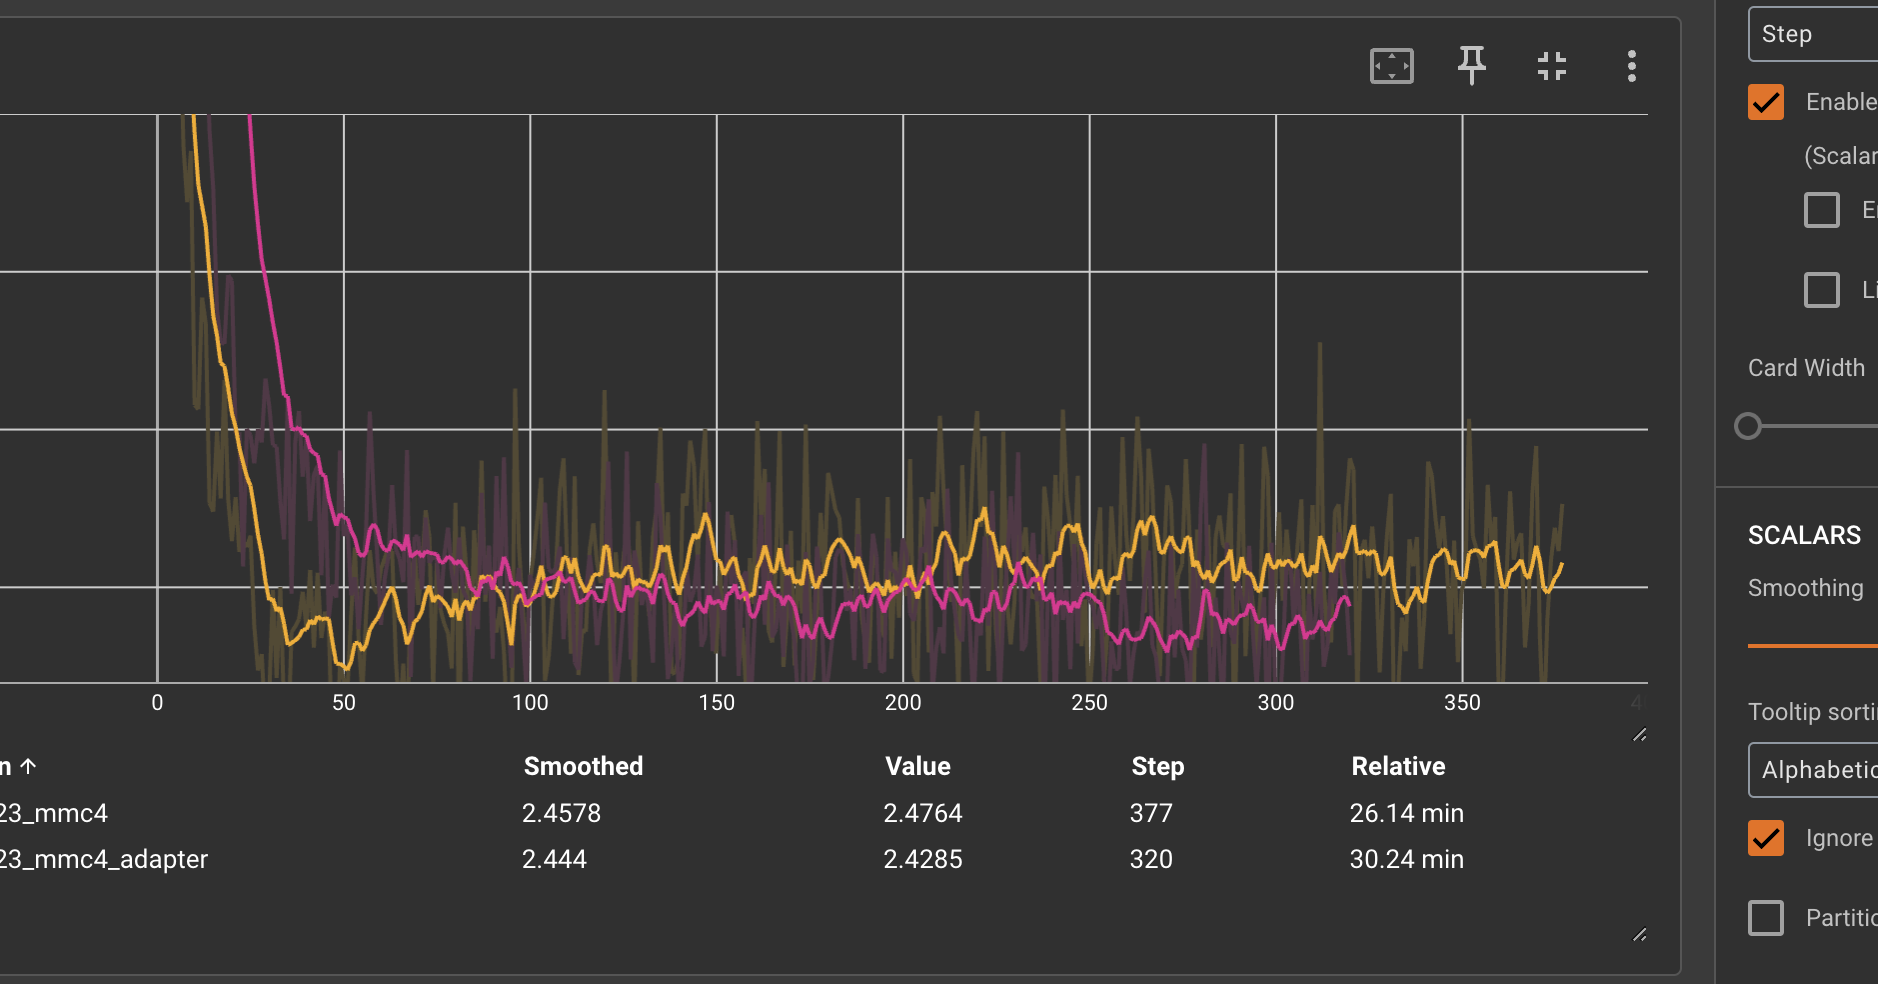 Step
Enable
(Scalar
Card Width
0 50 100 150 200 250 300 350
SCALARS
Smoothing
Tooltip sorti
Alphabetic
Ignore
Partitio
n ↑ Smoothed Value Step Relative
23_mmc4 2.4578 2.4764 377 26.14 min
23_mmc4_adapter 2.444 2.4285 320 30.24 min